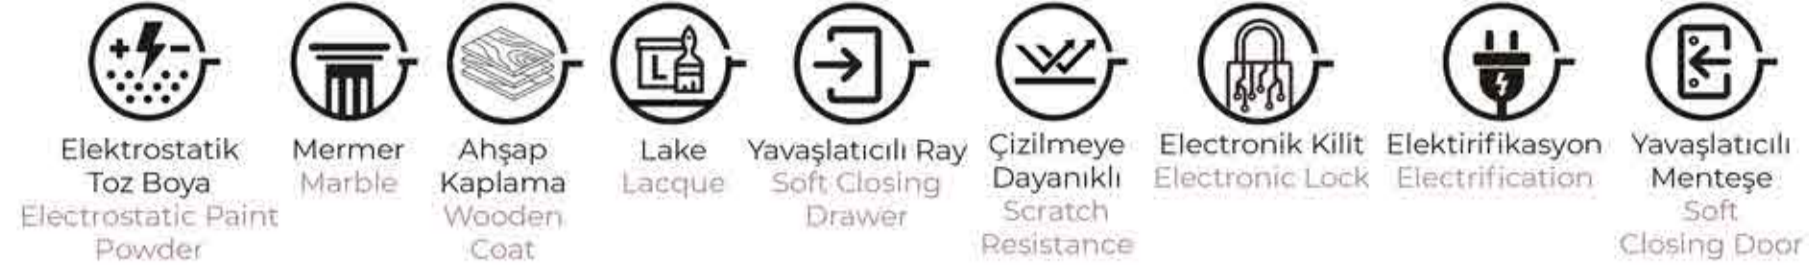 L
Elektrostatik
Toz Boya
Electrostatic Paint
Powder
Mermer
Marble
Ahşap
Kaplama
Wooden
Coat
Lake
Lacque
Yavaşlatıcılı Ray
Soft Closing
Drawer
Çizilmeye
Dayanıklı
Scratch
Resistance
Electronik Kilit
Electronic Lock
Elektirifikasyon
Electrification
Yavaşlatıcılı
Menteşe
Soft
Closing Door